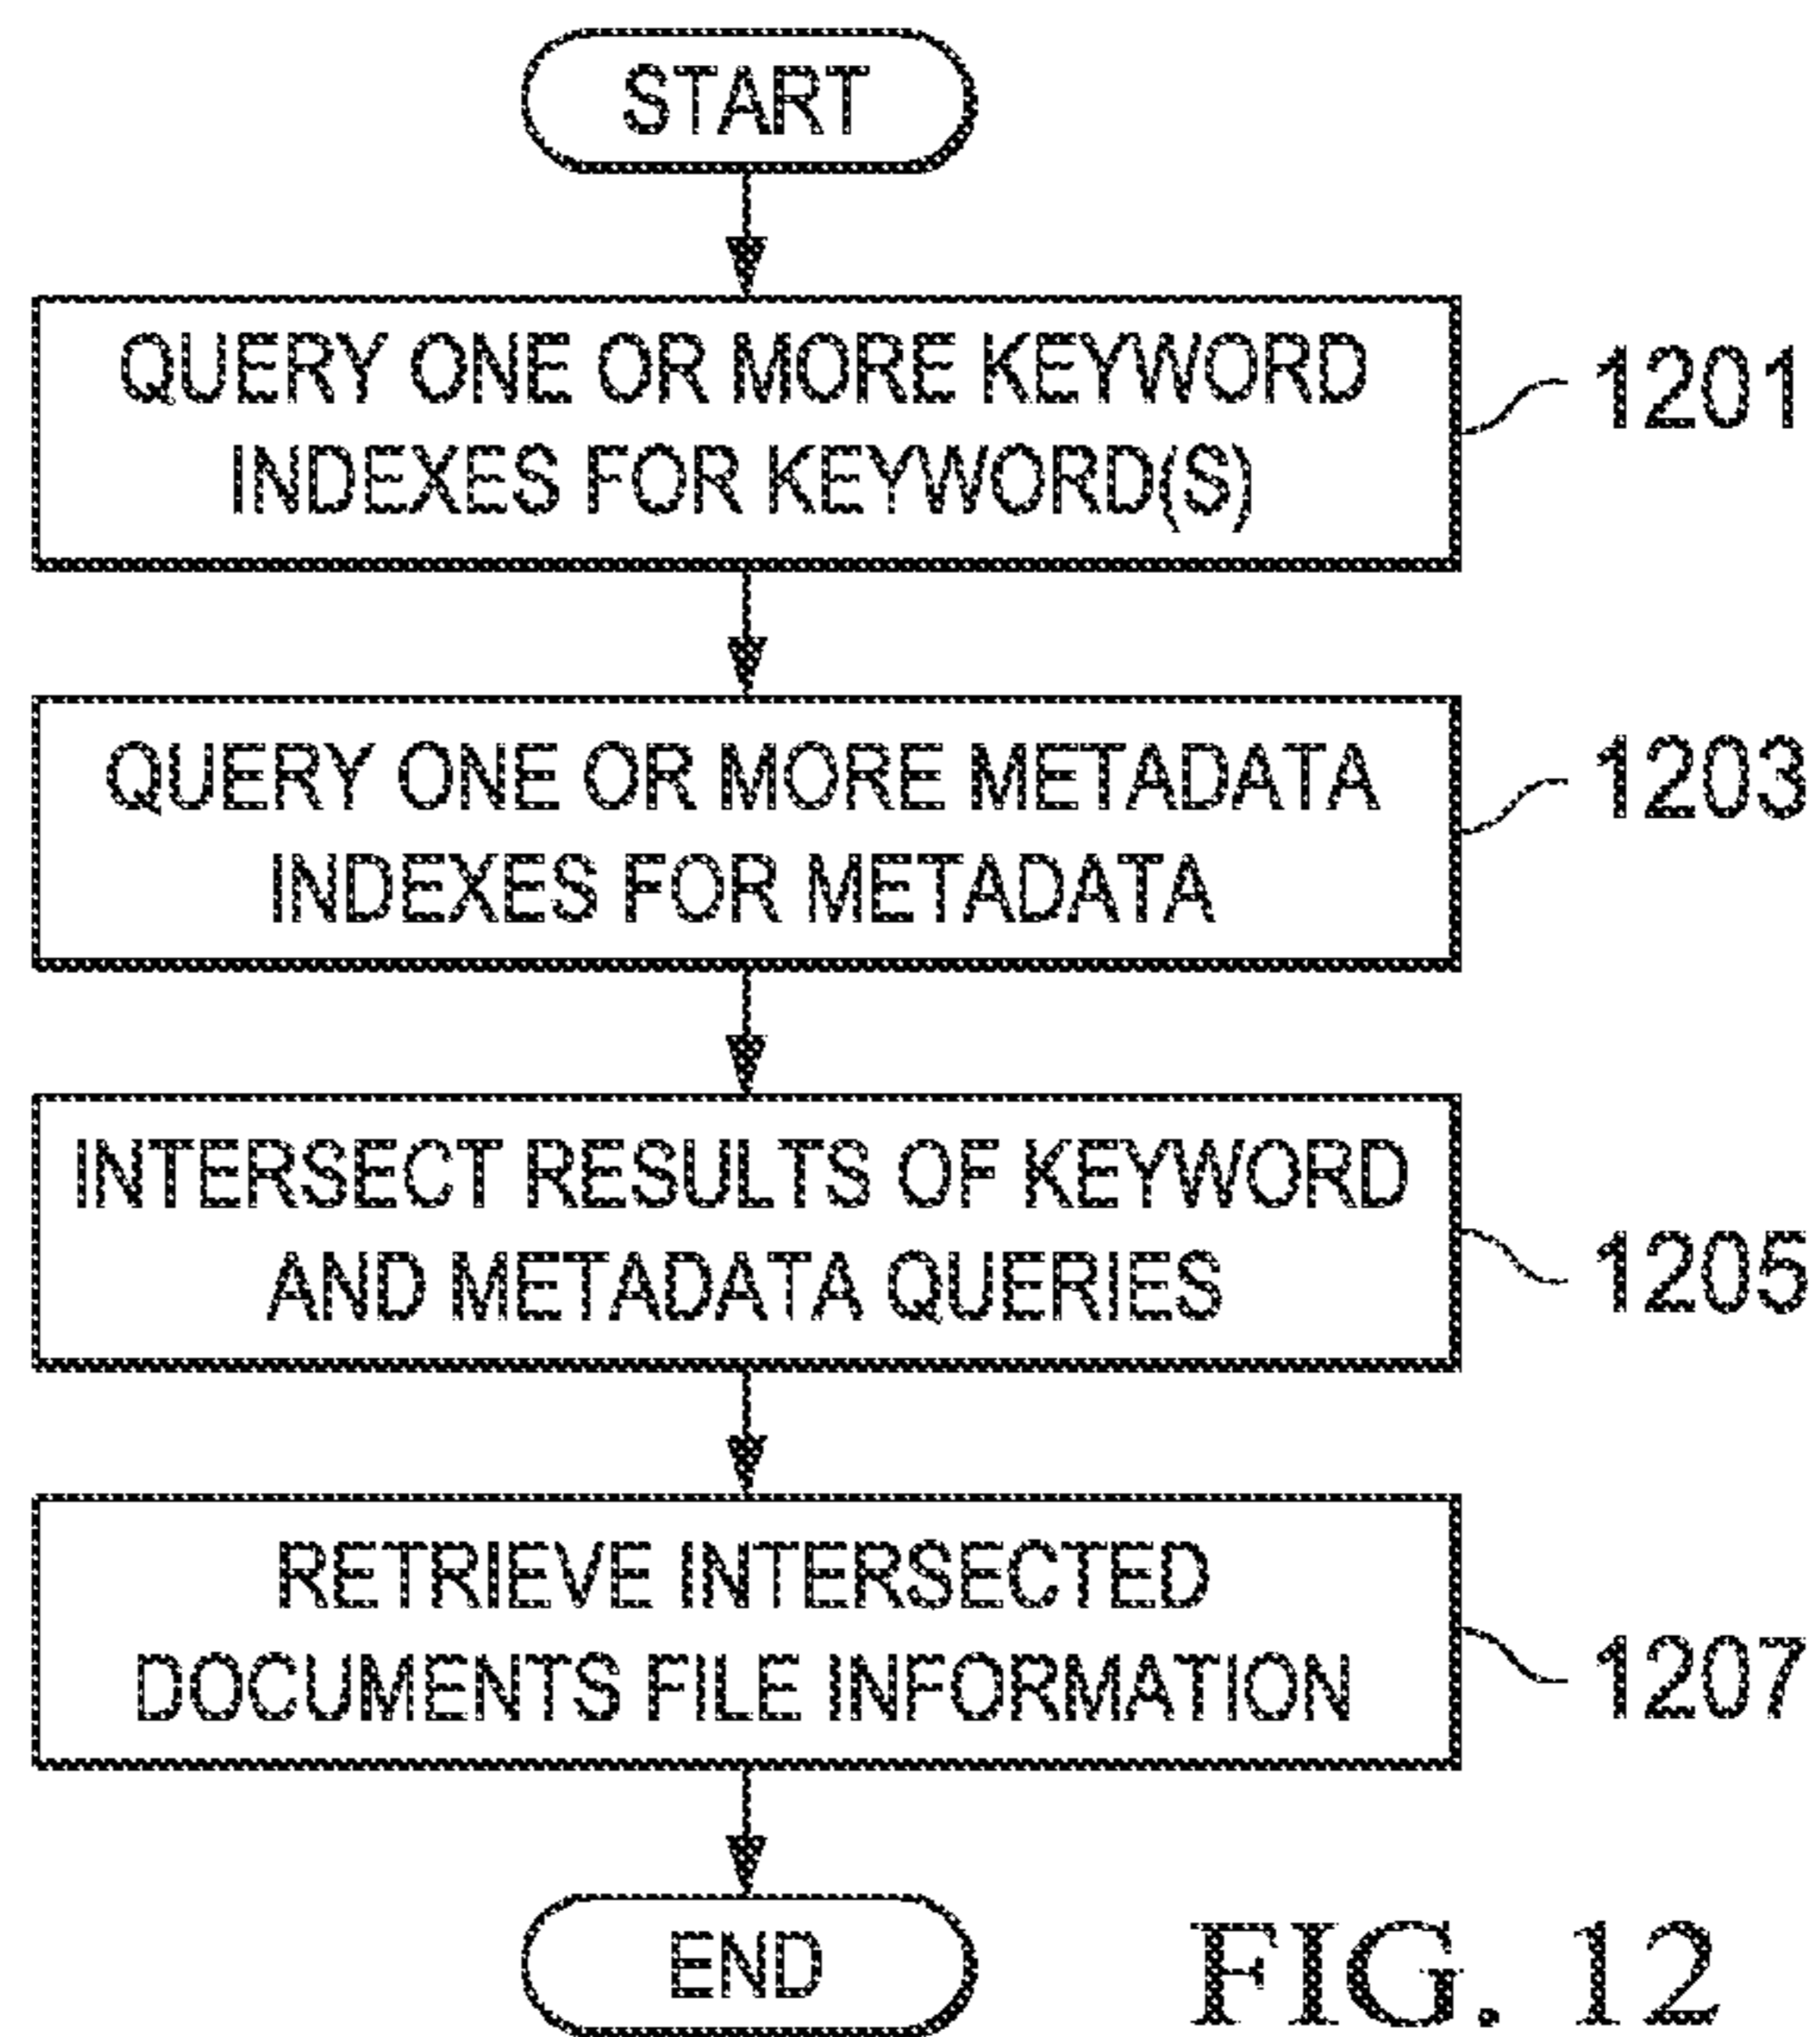 START
QUERY ONE OR MORE KEYWORD
INDEXES FOR KEYWORD(S)
1201
QUERY ONE OR MORE METADATA
INDEXES FOR METADATA
1203
INTERSECT RESULTS OF KEYWORD
AND METADATA QUERIES
1205
RETRIEVE INTERSECTED
DOCUMENTS FILE INFORMATION
1207
END
FIG. 12